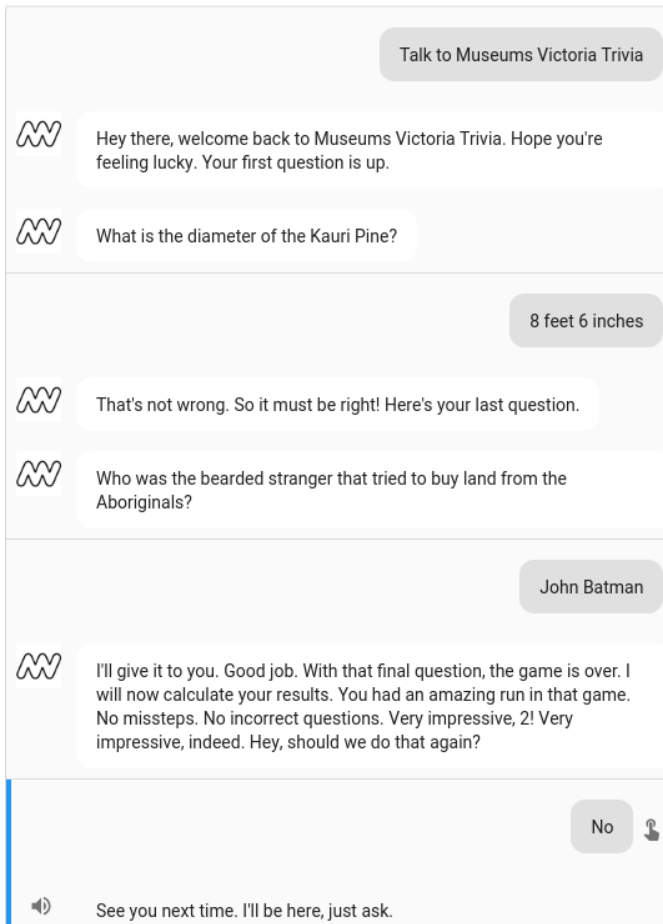 Talk to Museums Victoria Trivia
Hey there, welcome back to Museums Victoria Trivia. Hope you're
feeling lucky. Your first question is up.
What is the diameter of the Kauri Pine?
8 feet 6 inches
That's not wrong. So it must be right! Here's your last question.
Who was the bearded stranger that tried to buy land from the
Aboriginals?
John Batman
I'll give it to you. Good job. With that final question, the game is over. I
will now calculate your results. You had an amazing run in that game.
No missteps. No incorrect questions. Very impressive, 2! Very
impressive, indeed. Hey, should we do that again?
No
See you next time. I'll be here, just ask.